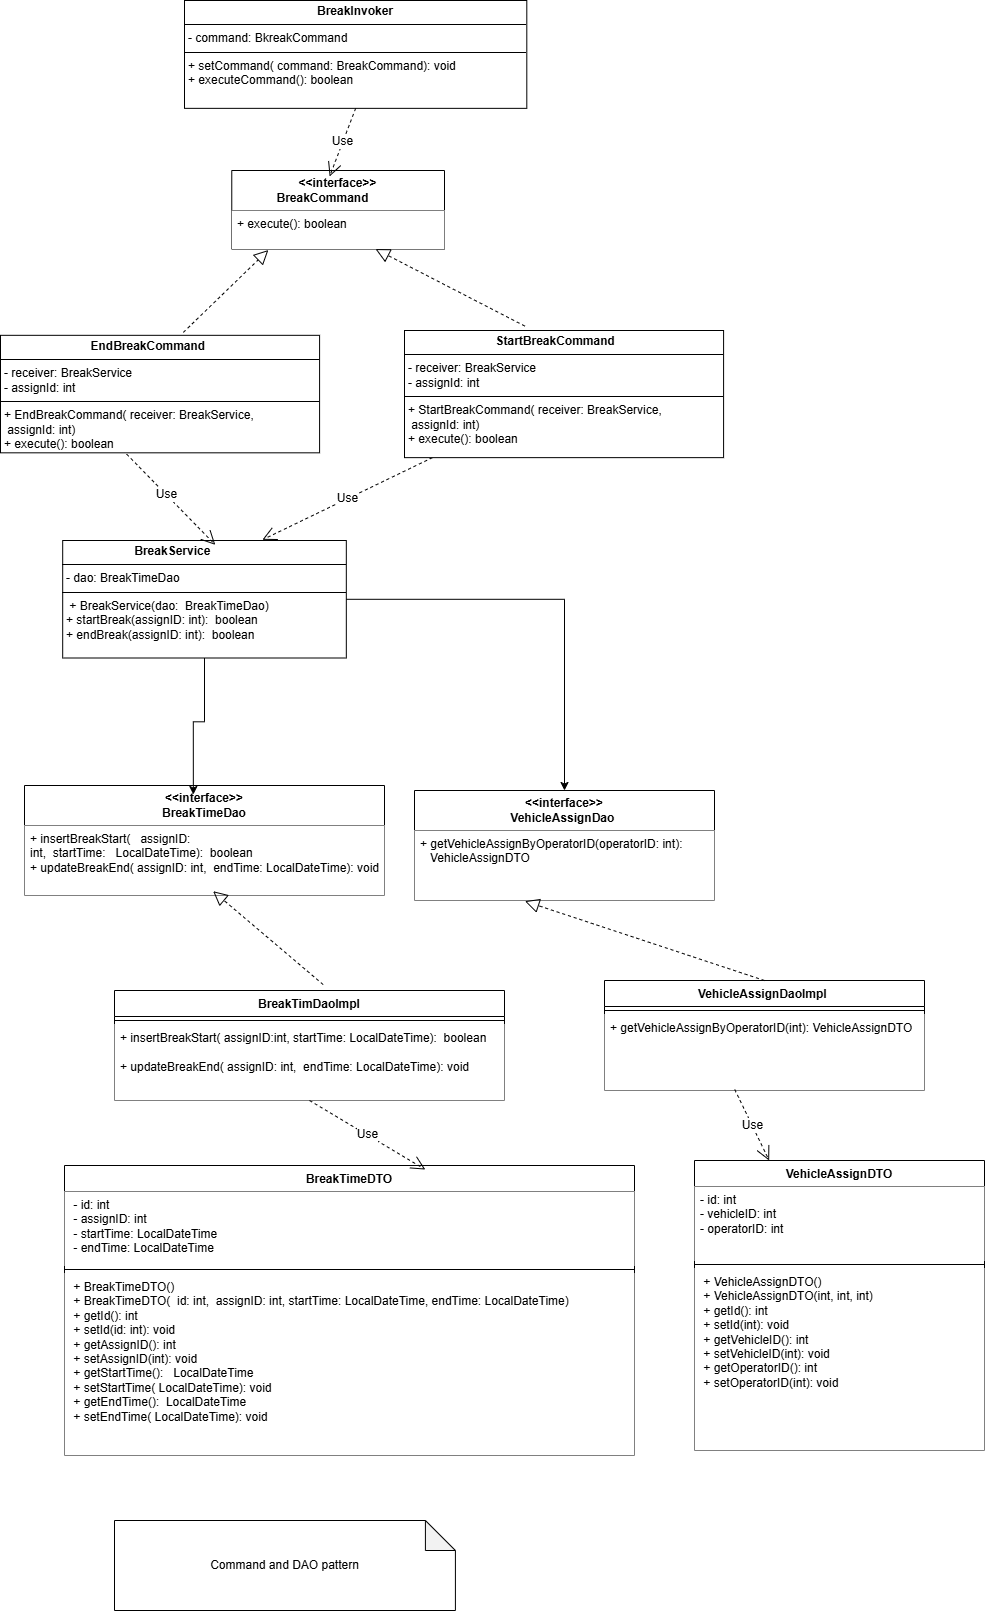 BreakInvoker
- command: BkreakCommand
+ setCommand( command: BreakCommand): void
+ executeCommand(): boolean
Use
<<interface>>
BreakCommand
+ execute(): boolean
EndBreakCommand
- receiver: BreakService
- assignId: int
+ EndBreakCommand( receiver: BreakService,
assignId: int)
+ execute(): boolean
StartBreakCommand
- receiver: BreakService
- assignId: int
+ StartBreakCommand( receiver: BreakService,
assignId: int)
+ execute(): boolean
Use
Use
BreakService
- dao: BreakTimeDao
+ BreakService(dao: BreakTimeDao)
+ startBreak(assignID: int): boolean
+ endBreak(assignID: int): boolean
<<interface>>
BreakTimeDao
+ insertBreakStart( assignID:
int, startTime: LocalDateTime): boolean
+ updateBreakEnd( assignID: int, endTime: LocalDateTime): void
<<interface>>
VehicleAssignDao
+ getVehicleAssignByOperatorID(operatorID: int):
VehicleAssignDTO
BreakTimDaoImpl
+ insertBreakStart( assignID:int, startTime: LocalDateTime): boolean
+ updateBreakEnd( assignID: int, endTime: LocalDateTime): void
VehicleAssignDaoImpl
+ getVehicleAssignByOperatorID(int): VehicleAssignDTO
Use
Use
BreakTimeDTO
- id: int
- assignID: int
- startTime: LocalDateTime
- endTime: LocalDateTime
+ BreakTimeDTO()
+ BreakTimeDTO( id: int, assignID: int, startTime: LocalDateTime, endTime: LocalDateTime)
+ getId(): int
+ setId(id: int): void
+ getAssignID(): int
+ setAssignID(int): void
+ getStartTime(): LocalDateTime
+ setStartTime( LocalDateTime): void
+ getEndTime(): LocalDateTime
+ setEndTime( LocalDateTime): void
VehicleAssignDTO
- id: int
- vehicleID: int
- operatorID: int
+ VehicleAssignDTO()
+ VehicleAssignDTO(int, int, int)
+ getId(): int
+ setId(int): void
+ getVehicleID(): int
+ setVehicleID(int): void
+ getOperatorID(): int
+ setOperatorID(int): void
Command and DAO pattern